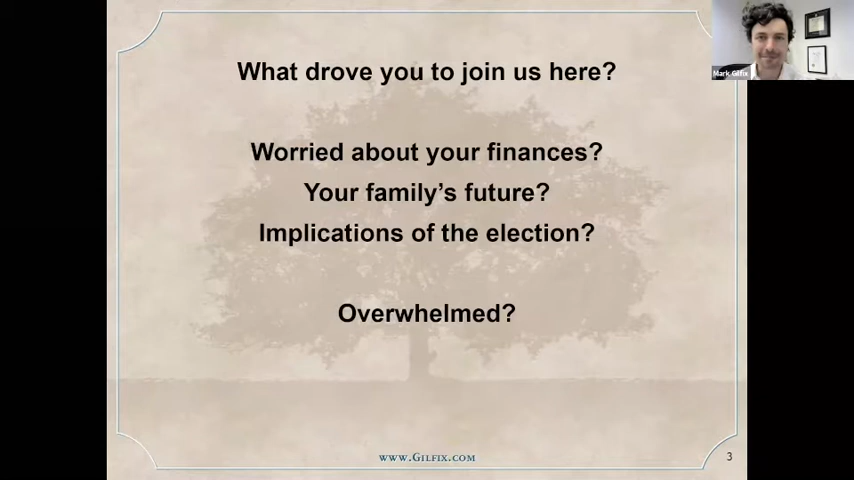 What drove you to join us here?
Mark Gilfix
Worried about your finances?
Your family's future?
Implications of the election?
Overwhelmed?
www.Gilfix.com
3